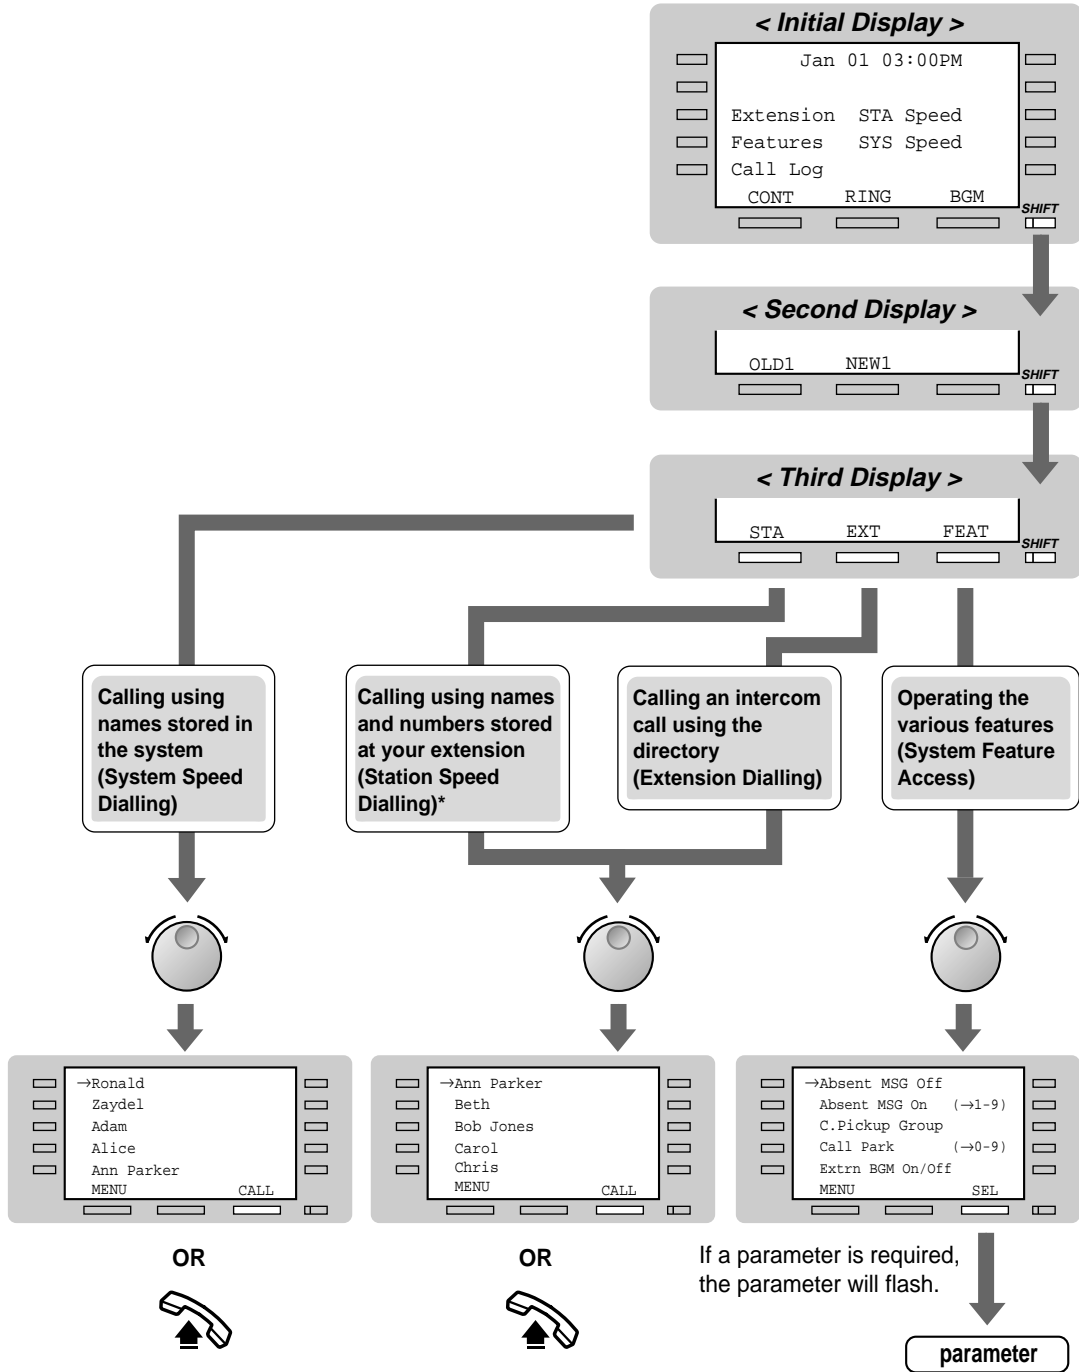 < Initial Display >
Jan 01 03:00PM
Extension STA Speed
Features SYS Speed
Call Log
CONT RING BGM
SHIFT
< Second Display >
OLD1 NEW1
SHIFT
< Third Display >
STA EXT FEAT
SHIFT
Calling using
names stored in
the system
(System Speed
Dialling)
Calling using names
and numbers stored
at your extension
(Station Speed
Dialling)*
Calling an intercom
call using the
directory
(Extension Dialling)
Operating the
various features
(System Feature
Access)
→Ronald
Zaydel
Adam
Alice
Ann Parker
MENU CALL
→Ann Parker
Beth
Bob Jones
Carol
Chris
MENU CALL
→Absent MSG Off
Absent MSG On (→1-9)
C.Pickup Group
Call Park (→0-9)
Extrn BGM On/Off
MENU SEL
OR
OR
If a parameter is required,
the parameter will flash.
parameter